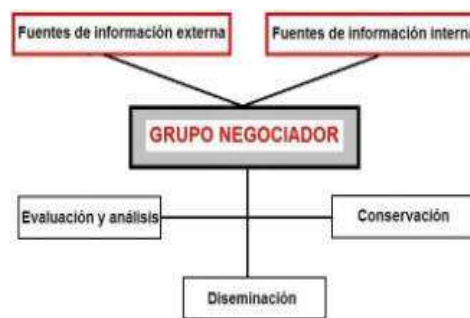 Fuentes de información externa
Fuentes de información interna
GRUPO NEGOCIADOR
Evaluación y análisis
Conservación
Diseminación